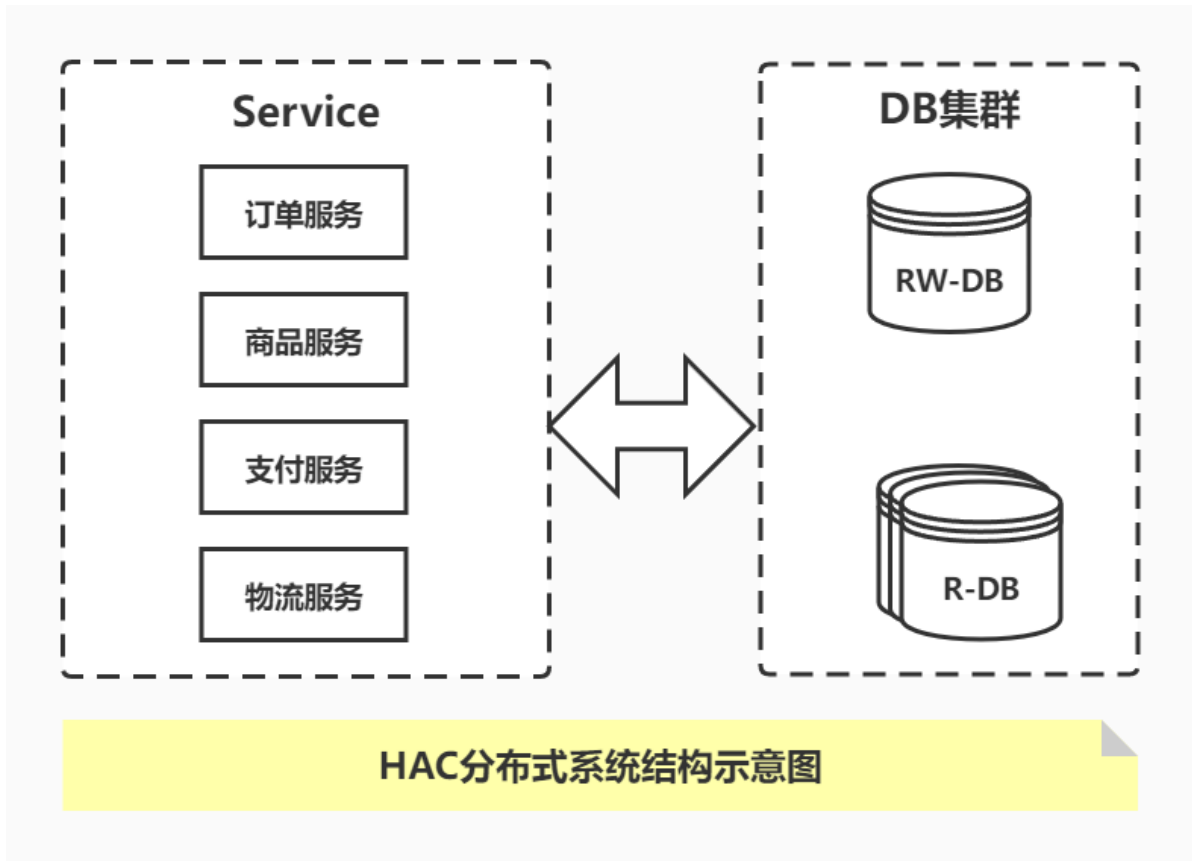 Service
订单服务
商品服务
支付服务
物流服务
DB集群
RW-DB
R-DB
HAC分布式系统结构示意图